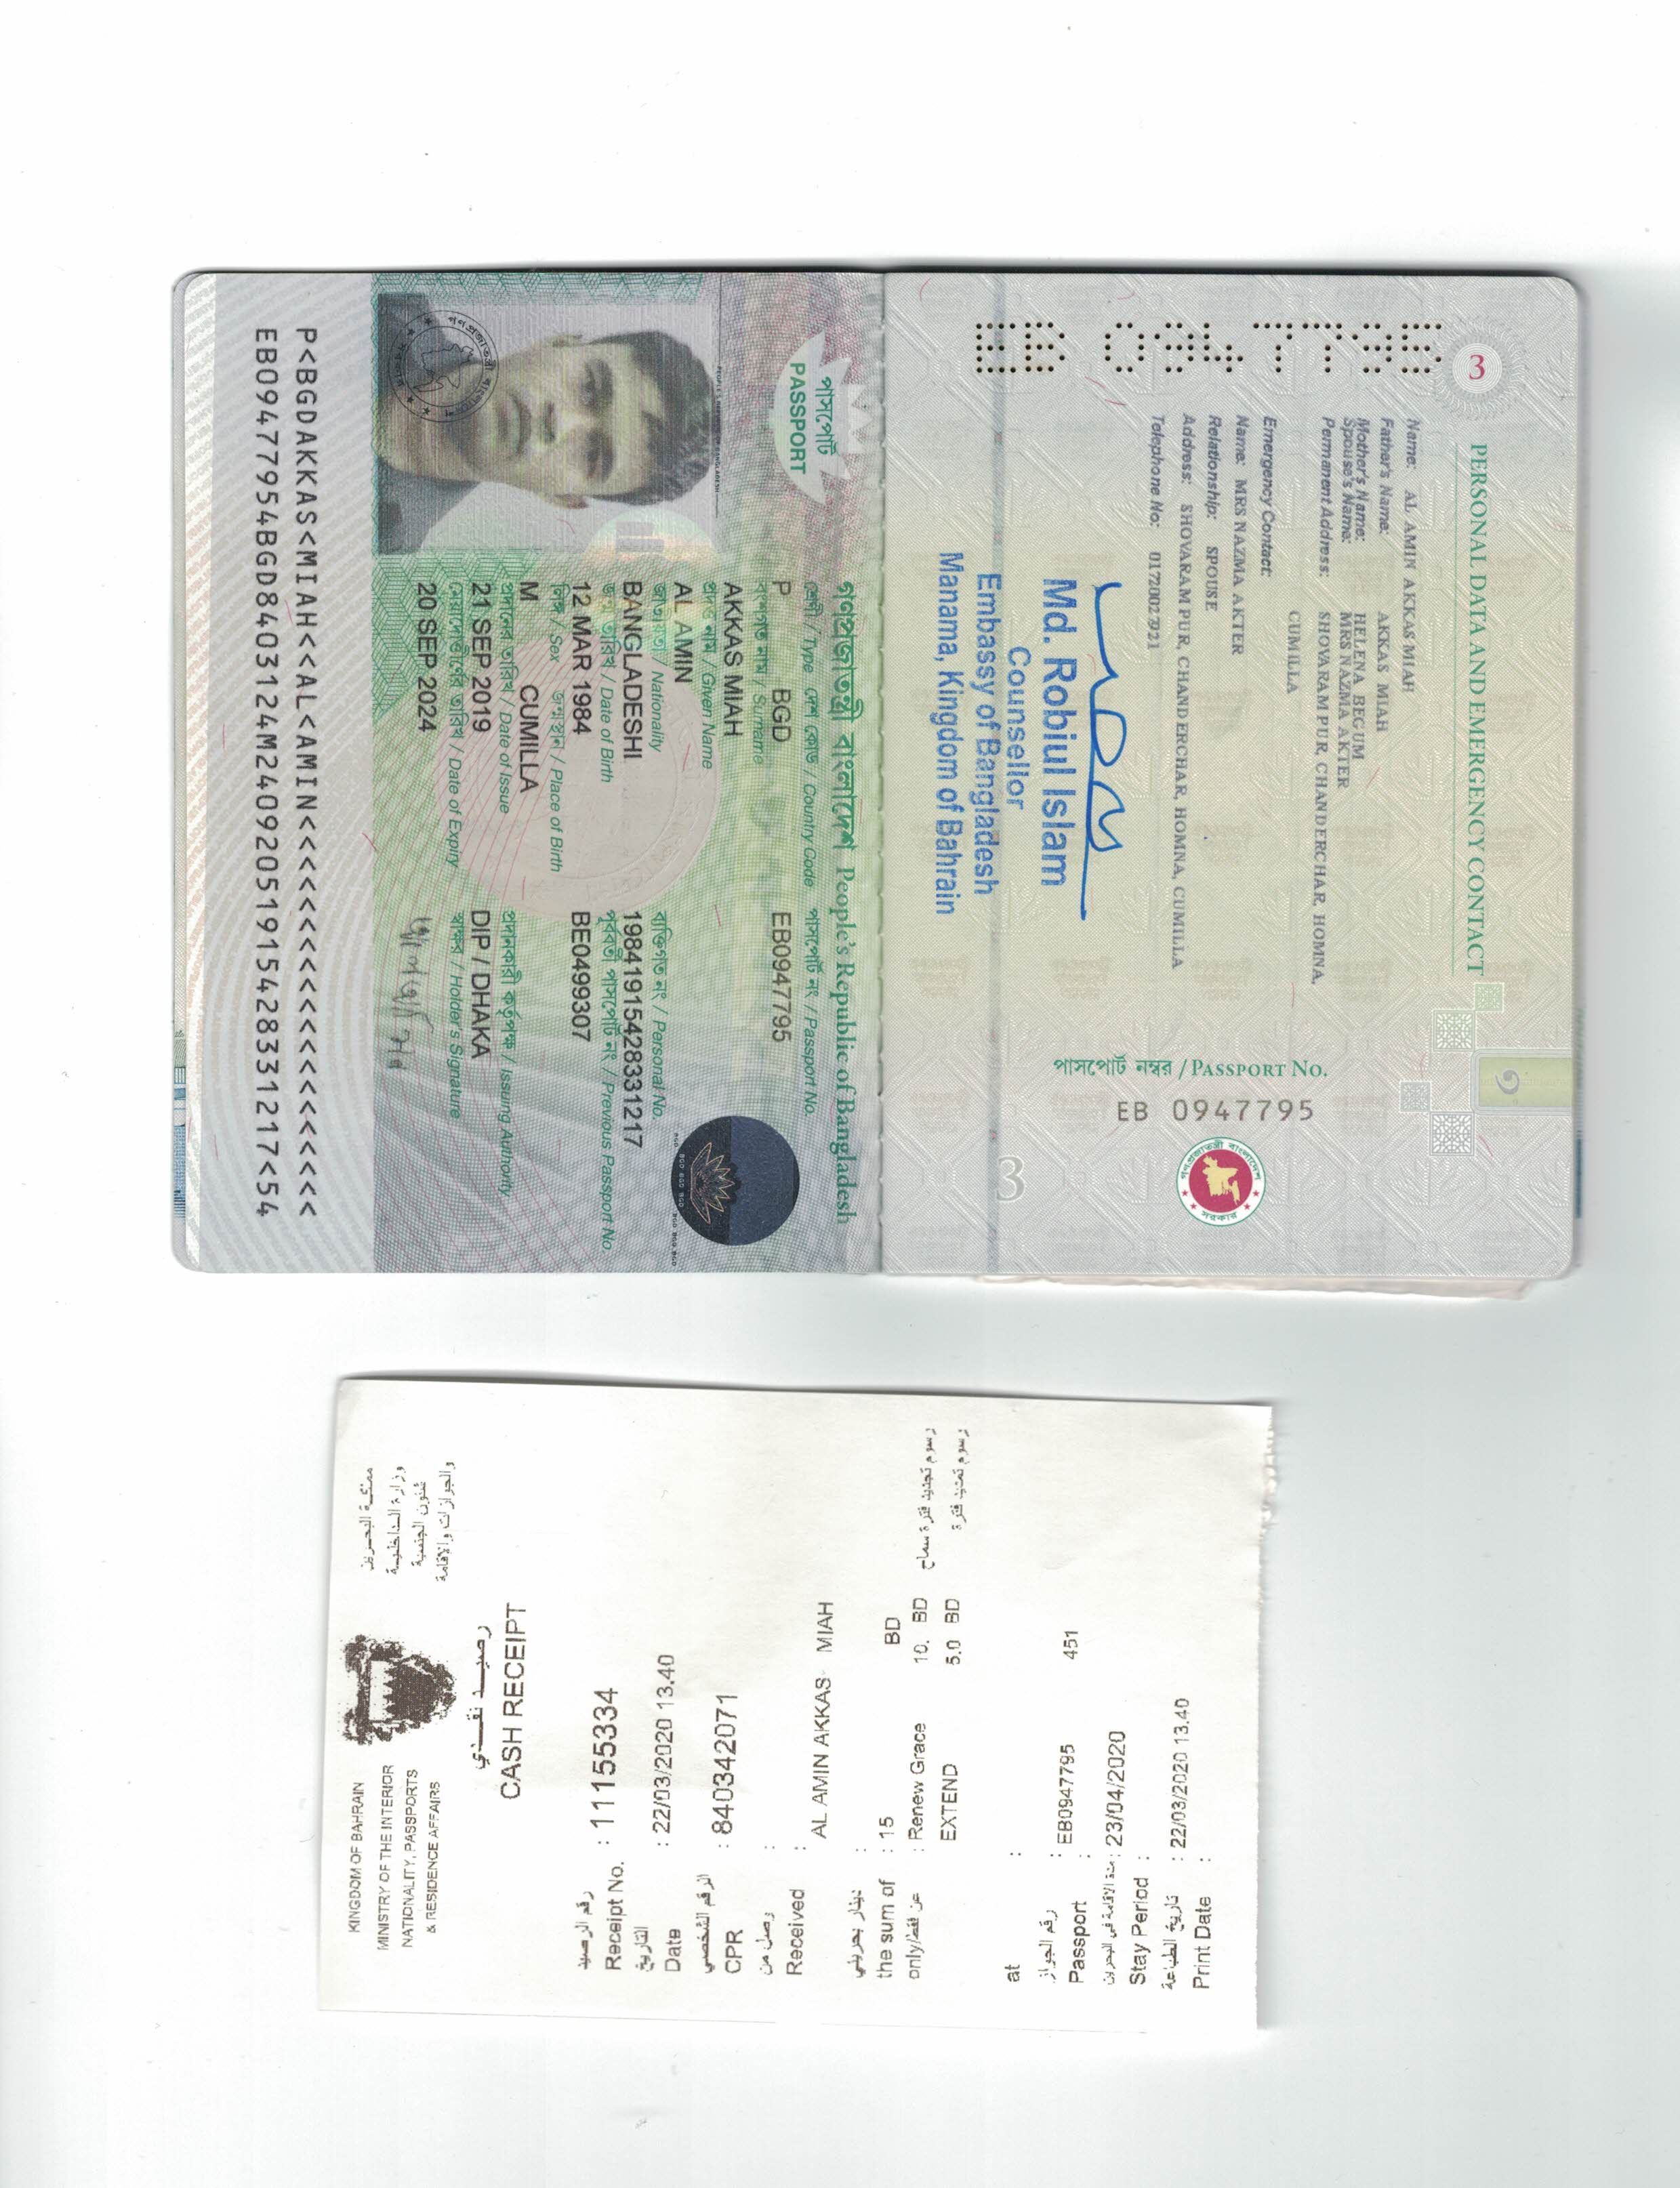 3
PERSONAL DATA AND EMERGENCY CONTACT
Name: AL AMIN AKKAS MIAH
Father's Name: AKKAS MIAH
Mother's Name: HELENA BEGUM
Spouse's Name: MRS NAZMA AKTER
Permanent Address: SHOVARAM PUR, CHANDERCHAR, HOMNA,
CUMILLA
Emergency Contact:
Name: MRS NAZMA AKTER
Relationship: SPOUSE
Address: SHOVARAM PUR, CHANDERCHAR, HOMNA, CUMILLA
Telephone No: 01720027921
Md. Robiul Islam
Counsellor
Embassy of Bangladesh
Manama, Kingdom of Bahrain
EB 0947795
পাসপোর্ট নম্বর / PASSPORT No.
EB 0947795
3
গণপ্রজাতন্ত্রী বাংলাদেশ People's Republic of Bangladesh
পাসপোর্ট
PASSPORT
শ্রেণী / Type দেশ কোড / Country Code পাসপোর্ট নং / Passport No.
P BGD EB0947795
বংশগত নাম / Surname
AKKAS MIAH
প্রদত্ত নাম / Given Name
AL AMIN
জাতীয়তা / Nationality ব্যক্তিগত নং / Personal No.
BANGLADESHI 19841915428331217
জন্ম তারিখ / Date of Birth পূর্ববর্তী পাসপোর্ট নং / Previous Passport No.
12 MAR 1984 BE0499307
লিঙ্গ / Sex জন্মস্থান / Place of Birth
M CUMILLA
প্রদানের তারিখ / Date of Issue প্রদানকারী কর্তৃপক্ষ / Issuing Authority
21 SEP 2019 DIP / DHAKA
মেয়াদোত্তীর্ণের তারিখ / Date of Expiry স্বাক্ষর / Holder's Signature
20 SEP 2024
P<BGDAKKAS<MIAH<<AL<AMIN<<<<<<<<<<<<<<<<<<<<
EB09477954BGD8403124M240920519154283312​17<54
KINGDOM OF BAHRAIN مملكة البحرين
MINISTRY OF THE INTERIOR وزارة الداخلية
NATIONALITY, PASSPORTS شئون الجنسية
& RESIDENCE AFFAIRS والجوازات والإقامة
رصيد نقدي
CASH RECEIPT
رقم الرصيد
Receipt No. : 11155334
التاريخ
Date : 22/03/2020 13.40
الرقم الشخصي
CPR : 840342071
وصل من :
Received :
AL AMIN AKKAS MIAH
دينار بحريني :
the sum of : 15 BD
only/عن فقط : Renew Grace 10. BD رسوم تجديد فترة سماح
EXTEND 5.0 BD رسوم تمديد فترة
at :
رقم الجواز : EB0947795 451
Passport :
مدة الاقامة في البحرين : 23/04/2020
Stay Period :
تاريخ الطباعة : 22/03/2020 13.40
Print Date :